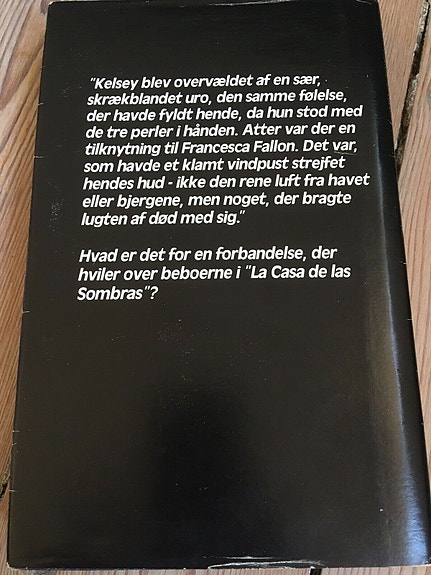 "Kelsey blev overvældet af en sær,
skrækblandet uro, den samme følelse,
der havde fyldt hende, da hun stod med
de tre perler i hånden. Atter var der en
tilknytning til Francesca Fallon. Det var,
som havde et klamt vindpust strejfet
hendes hud - ikke den rene luft fra havet
eller bjergene, men noget, der bragte
lugten af død med sig."
Hvad er det for en forbandelse, der
hviler over beboerne i "La Casa de las
Sombras"?